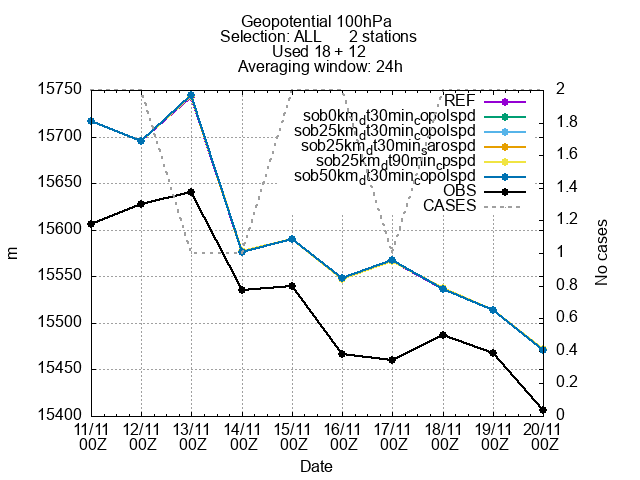 Geopotential 100hPa
Selection: ALL 2 stations
Used 18 + 12
Averaging window: 24h
15750
15700
15650
15600
15550
15500
15450
15400
m
2
1.8
1.6
1.4
1.2
1
0.8
0.6
0.4
0.2
0
No cases
REF
sob0km_dt30min_copolspd
sob25km_dt30min_copolspd
sob25km_dt30min_sarospd
sob25km_dt90min_cpspd
sob50km_dt30min_copolspd
OBS
CASES
11/11 12/11 13/11 14/11 15/11 16/11 17/11 18/11 19/11 20/11
00Z 00Z 00Z 00Z 00Z 00Z 00Z 00Z 00Z 00Z
Date